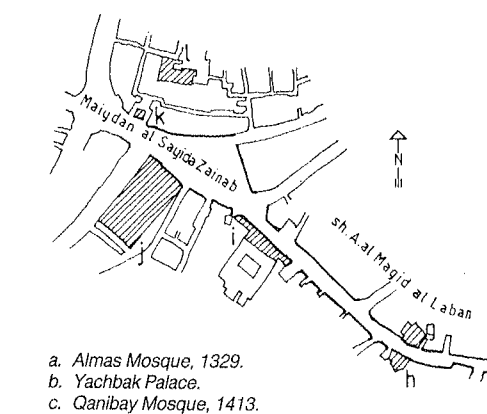 k
Maiydan al Sayida Zainab
N
sh. A. al Magid al Laban
j
i
h
a. Almas Mosque, 1329.
b. Yachbak Palace.
c. Qanibay Mosque, 1413.